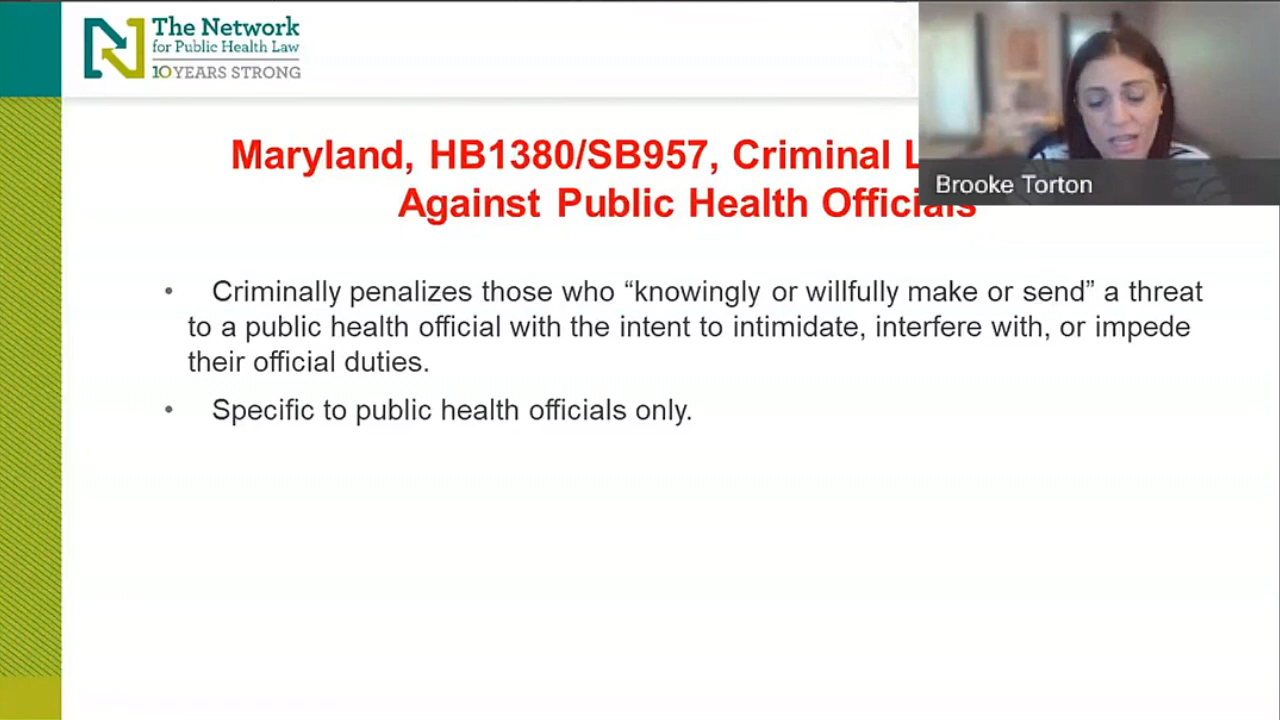 The Network
for Public Health Law
10 YEARS STRONG
Maryland, HB1380/SB957, Criminal
Against Public Health Officials
Brooke Torton
• Criminally penalizes those who “knowingly or willfully make or send” a threat
to a public health official with the intent to intimidate, interfere with, or impede
their official duties.
• Specific to public health officials only.